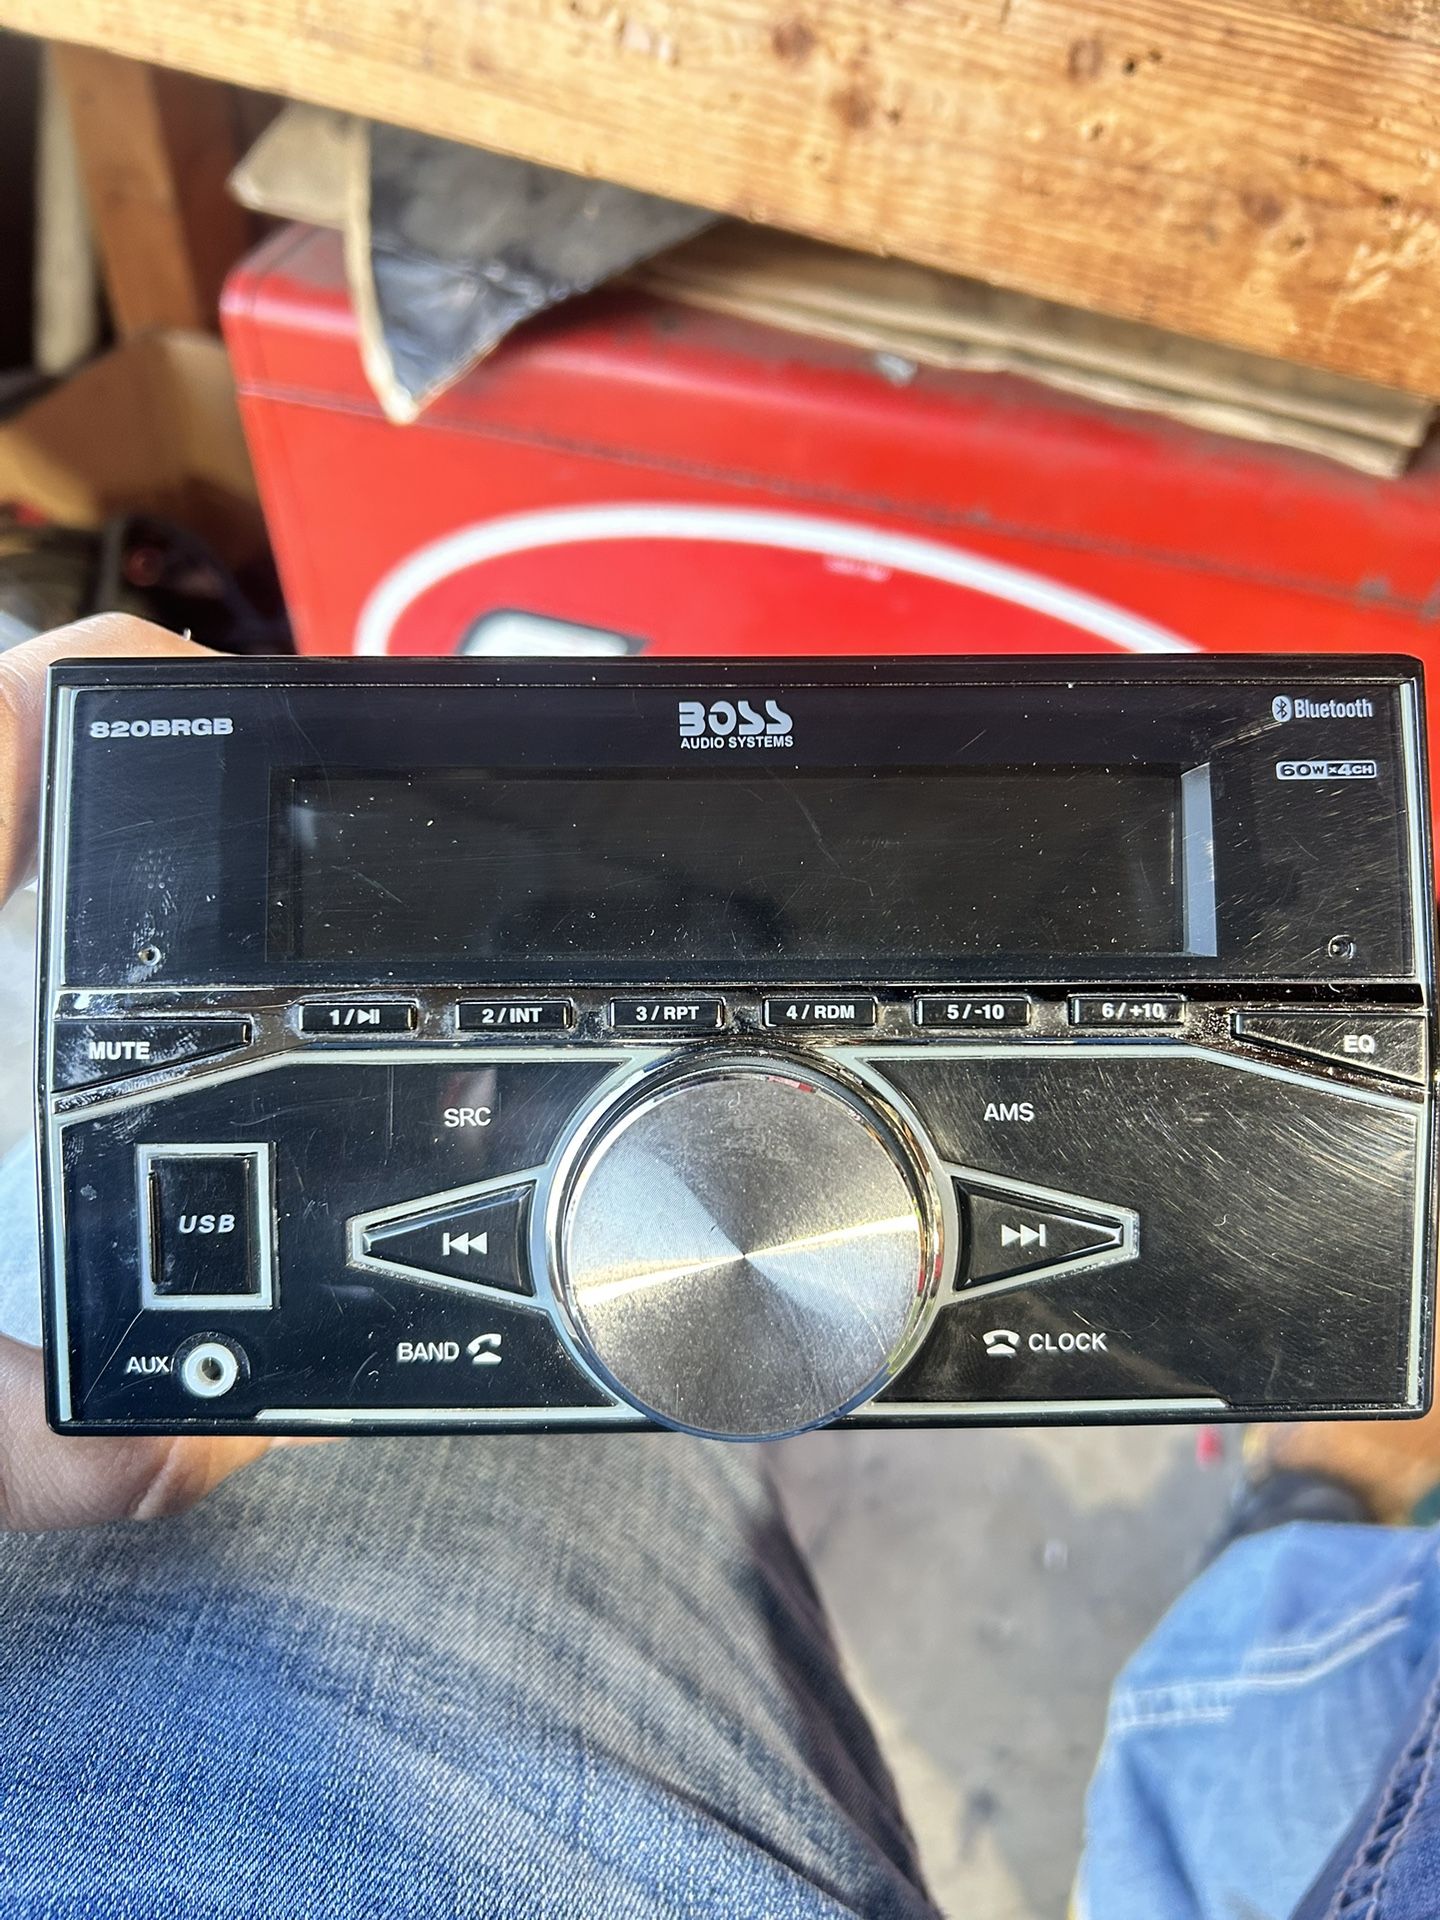 820BRGB
BOSS
AUDIO SYSTEMS
Bluetooth
60W x 4CH
MUTE
1 / ⏯
2 / INT
3 / RPT
4 / RDM
5 / -10
6 / +10
EQ
SRC
AMS
USB
AUX
BAND
CLOCK